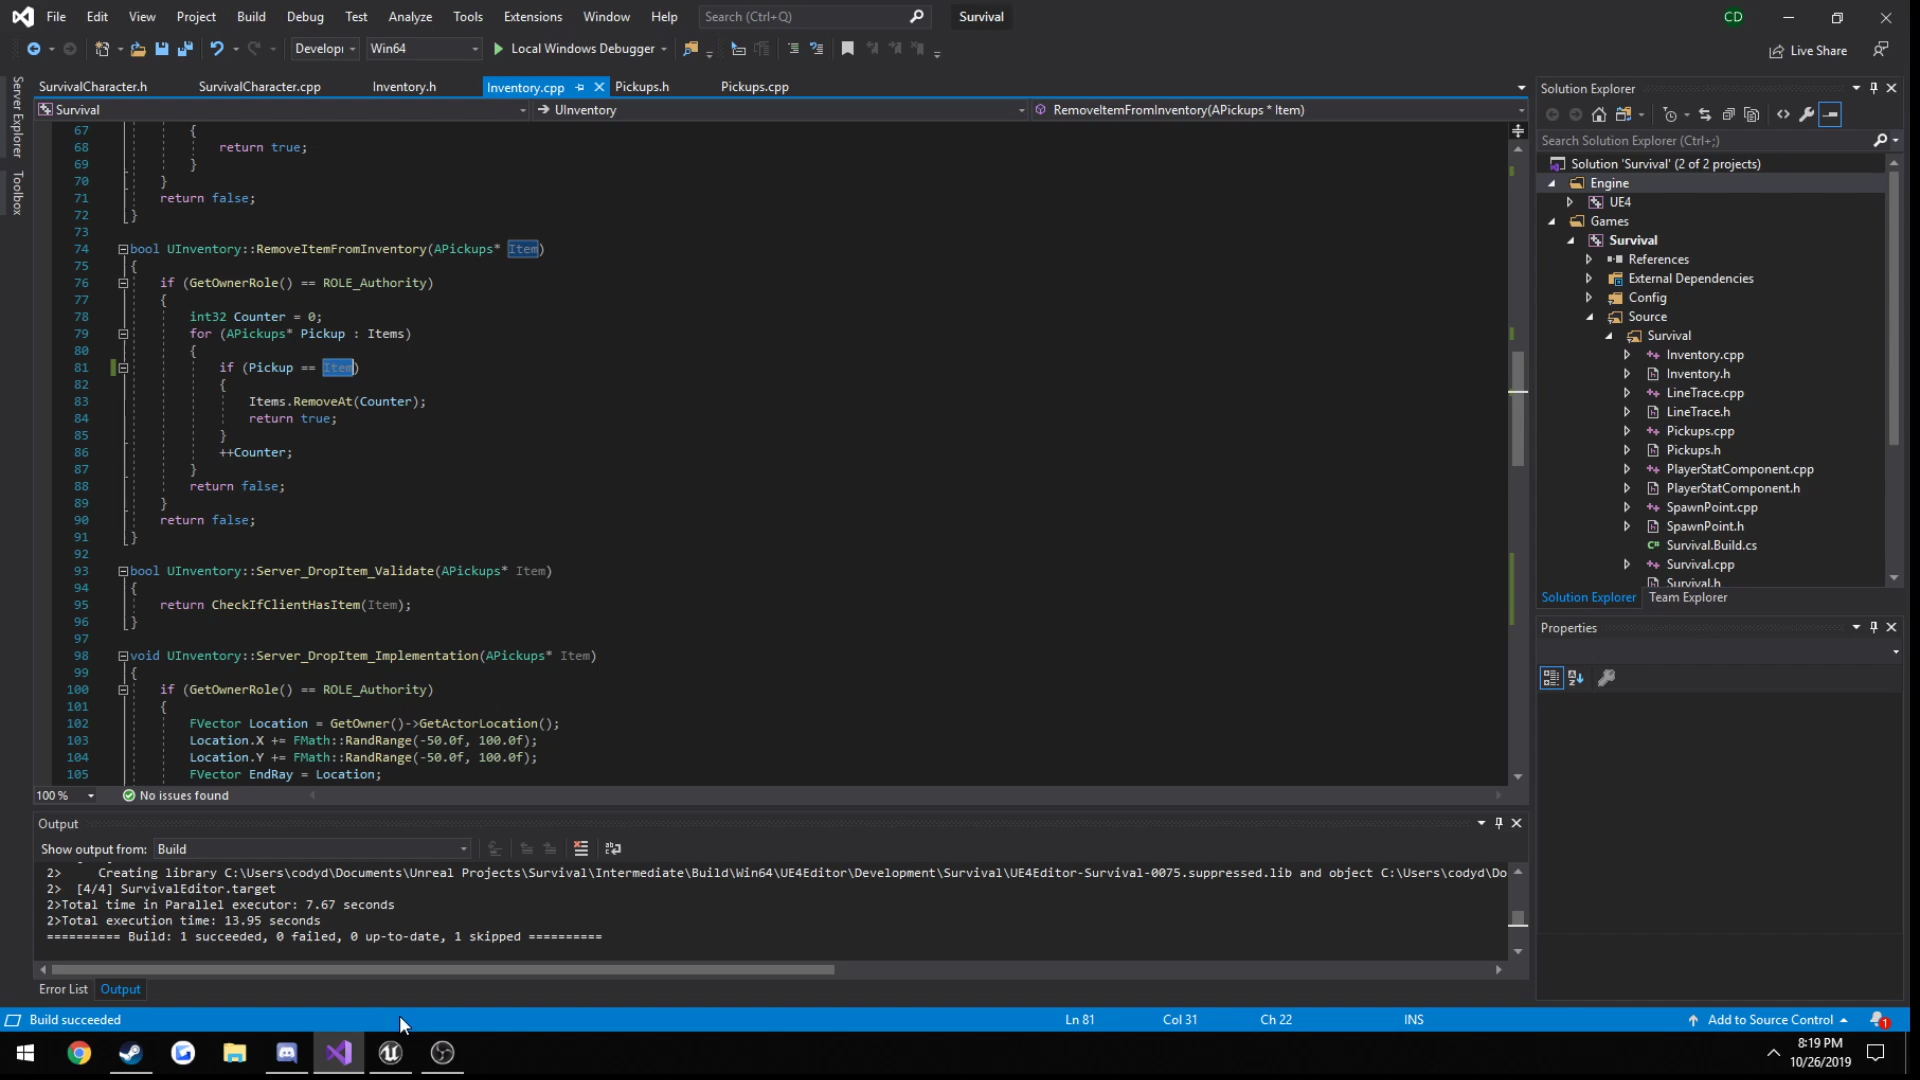 File Edit View Project Build Debug Test Analyze Tools Extensions Window Help Search (Ctrl+Q) Survival CD
Develop Win64 Local Windows Debugger Live Share
Server Explorer
Toolbox
SurvivalCharacter.h SurvivalCharacter.cpp Inventory.h Inventory.cpp Pickups.h Pickups.cpp
Survival UInventory RemoveItemFromInventory(APickups * Item)
67 {
68 return true;
69 }
70 }
71 return false;
72 }
73
74 bool UInventory::RemoveItemFromInventory(APickups* Item)
75 {
76 if (GetOwnerRole() == ROLE_Authority)
77 {
78 int32 Counter = 0;
79 for (APickups* Pickup : Items)
80 {
81 if (Pickup == Item)
82 {
83 Items.RemoveAt(Counter);
84 return true;
85 }
86 ++Counter;
87 }
88 return false;
89 }
90 return false;
91 }
92
93 bool UInventory::Server_DropItem_Validate(APickups* Item)
94 {
95 return CheckIfClientHasItem(Item);
96 }
97
98 void UInventory::Server_DropItem_Implementation(APickups* Item)
99 {
100 if (GetOwnerRole() == ROLE_Authority)
101 {
102 FVector Location = GetOwner()->GetActorLocation();
103 Location.X += FMath::RandRange(-50.0f, 100.0f);
104 Location.Y += FMath::RandRange(-50.0f, 100.0f);
105 FVector EndRay = Location;
100 % No issues found
Output
Show output from: Build
2> Creating library C:\Users\codyd\Documents\Unreal Projects\Survival\Intermediate\Build\Win64\UE4Editor\Development\Survival\UE4Editor-Survival-0075.suppressed.lib and object C:\Users\codyd\Do
2> [4/4] SurvivalEditor.target
2>Total time in Parallel executor: 7.67 seconds
2>Total execution time: 13.95 seconds
========== Build: 1 succeeded, 0 failed, 0 up-to-date, 1 skipped ==========
Error List Output
Solution Explorer
Search Solution Explorer (Ctrl+;)
Solution 'Survival' (2 of 2 projects)
Engine
UE4
Games
Survival
References
External Dependencies
Config
Source
Survival
Inventory.cpp
Inventory.h
LineTrace.cpp
LineTrace.h
Pickups.cpp
Pickups.h
PlayerStatComponent.cpp
PlayerStatComponent.h
SpawnPoint.cpp
SpawnPoint.h
Survival.Build.cs
Survival.cpp
Survival.h
Solution Explorer Team Explorer
Properties
Build succeeded Ln 81 Col 31 Ch 22 INS Add to Source Control 1
8:19 PM
10/26/2019